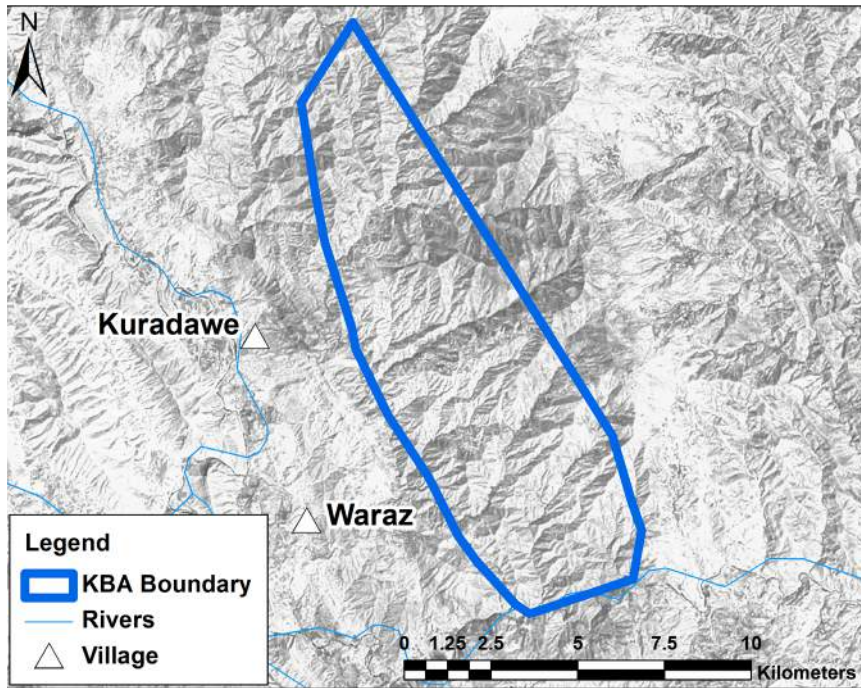 N
Kuradawe
Waraz
Legend
KBA Boundary
Rivers
Village
0 1.25 2.5 5 7.5 10
Kilometers